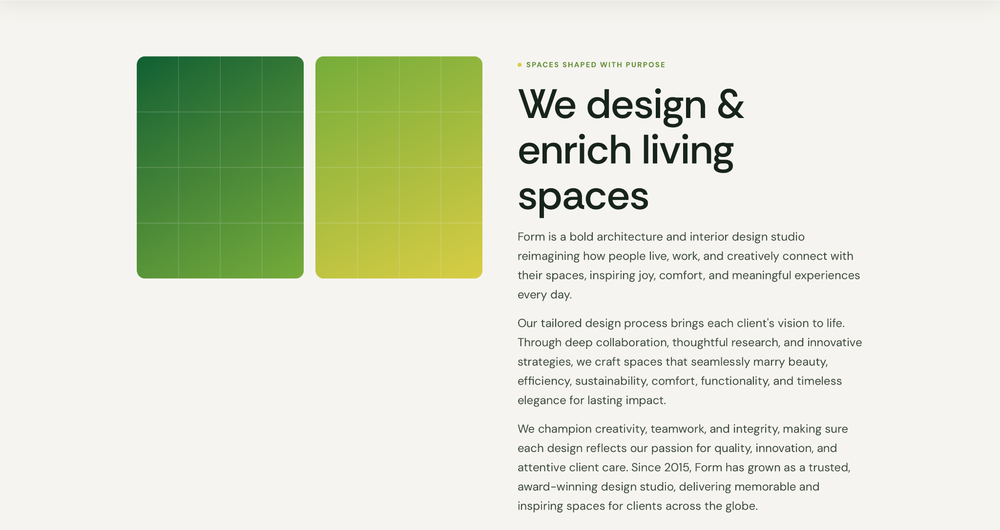 SPACES SHAPED WITH PURPOSE
We design &
enrich living
spaces
Form is a bold architecture and interior design studio
reimagining how people live, work, and creatively connect with
their spaces, inspiring joy, comfort, and meaningful experiences
every day.
Our tailored design process brings each client's vision to life.
Through deep collaboration, thoughtful research, and innovative
strategies, we craft spaces that seamlessly marry beauty,
efficiency, sustainability, comfort, functionality, and timeless
elegance for lasting impact.
We champion creativity, teamwork, and integrity, making sure
each design reflects our passion for quality, innovation, and
attentive client care. Since 2015, Form has grown as a trusted,
award-winning design studio, delivering memorable and
inspiring spaces for clients across the globe.